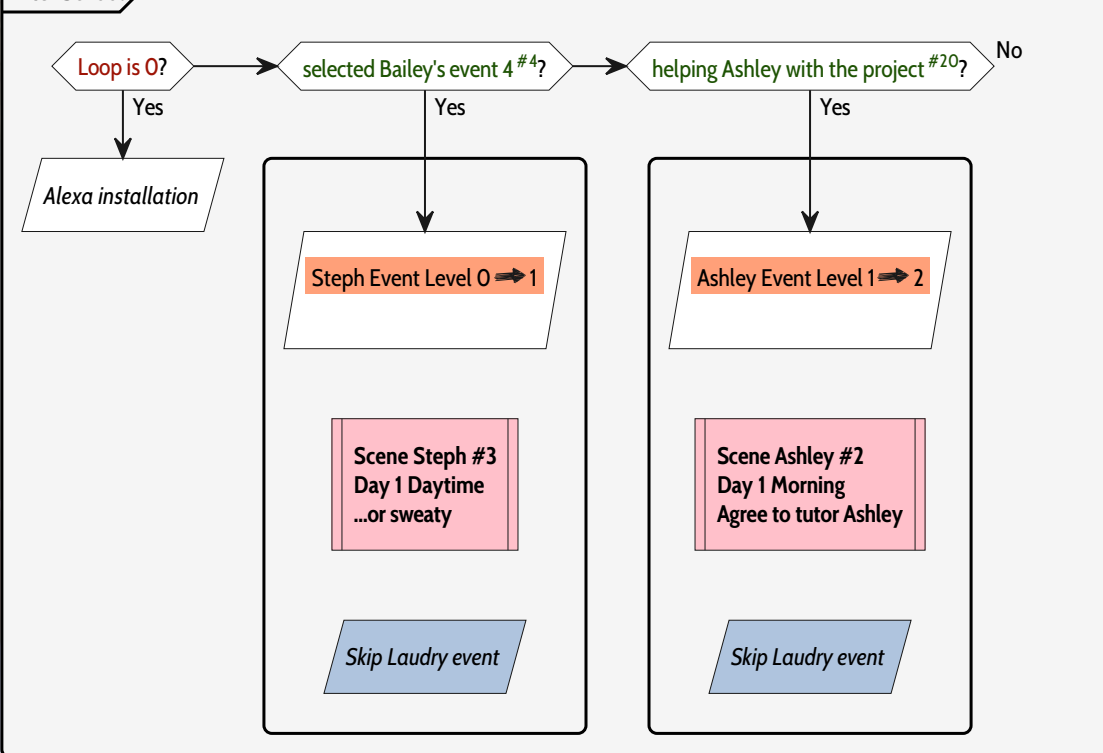 Loop is 0?
selected Bailey's event 4 #4?
helping Ashley with the project #20?
No
Yes
Yes
Yes
Alexa installation
Steph Event Level 0 ➡ 1
Ashley Event Level 1 ➡ 2
Scene Steph #3
Day 1 Daytime
...or sweaty
Scene Ashley #2
Day 1 Morning
Agree to tutor Ashley
Skip Laudry event
Skip Laudry event